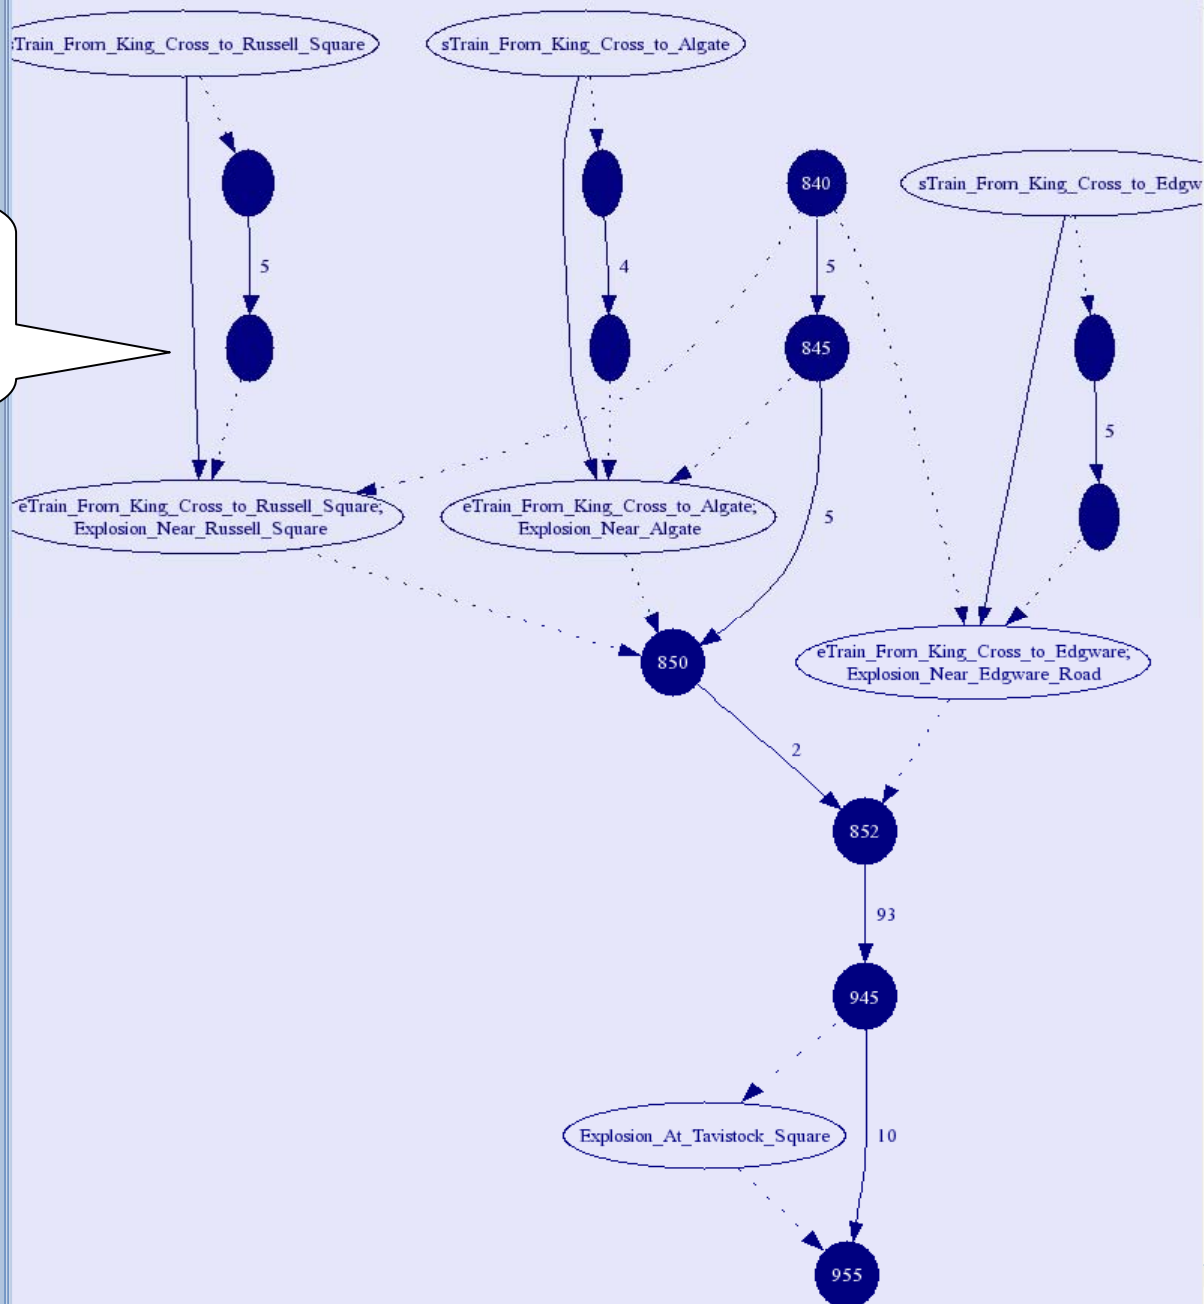 sTrain_From_King_Cross_to_Russell_Square
sTrain_From_King_Cross_to_Algate
840
sTrain_From_King_Cross_to_Edgw
5
4
5
845
5
eTrain_From_King_Cross_to_Russell_Square;
Explosion_Near_Russell_Square
eTrain_From_King_Cross_to_Algate;
Explosion_Near_Algate
5
850
eTrain_From_King_Cross_to_Edgware;
Explosion_Near_Edgware_Road
2
852
93
945
Explosion_At_Tavistock_Square
10
955